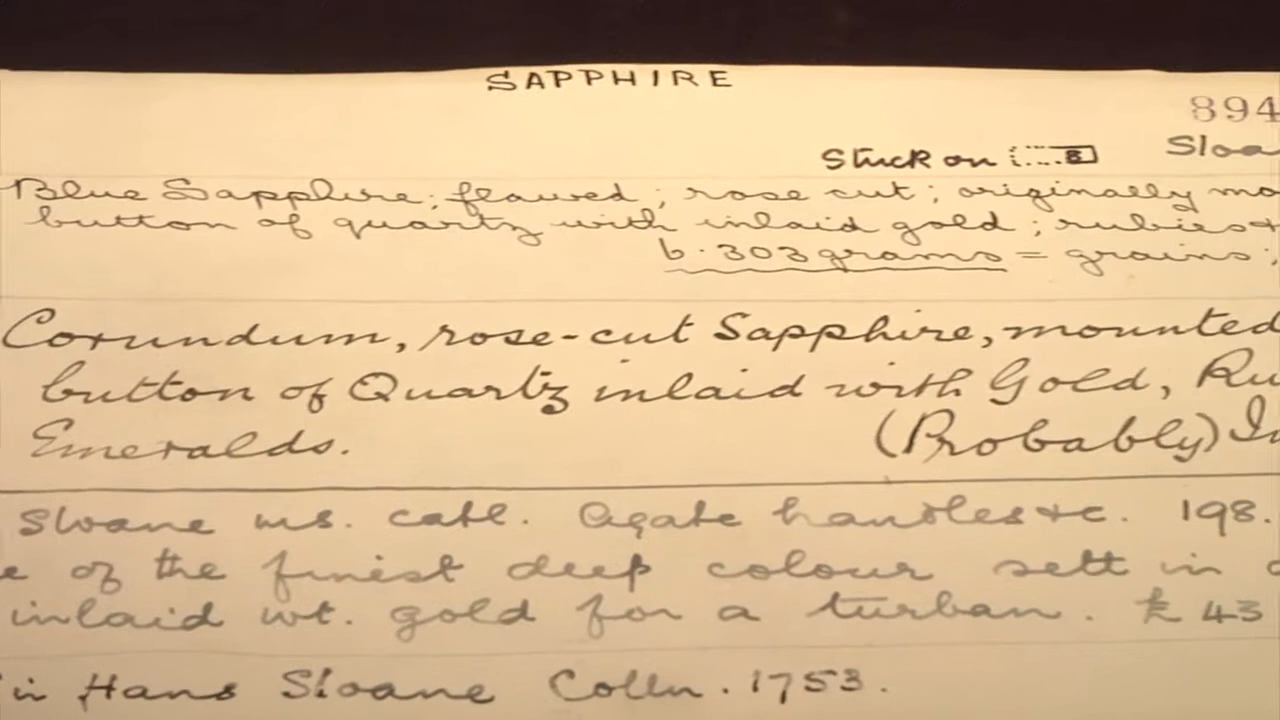 SAPPHIRE
894
Stuck on B Sloa
Blue Sapphire; flawed; rose cut; originally mo
button of quartz with inlaid gold; rubies &
6.303 grams = grains;
Corundum, rose-cut Sapphire, mounted
button of Quartz inlaid with Gold, Ru
Emeralds. (Probably) In
Sloane ms. catl. Agate handles &c. 198.
e of the finest deep colour sett in a
inlaid wt. gold for a turban. 43
in Hans Sloane Colln. 1753.